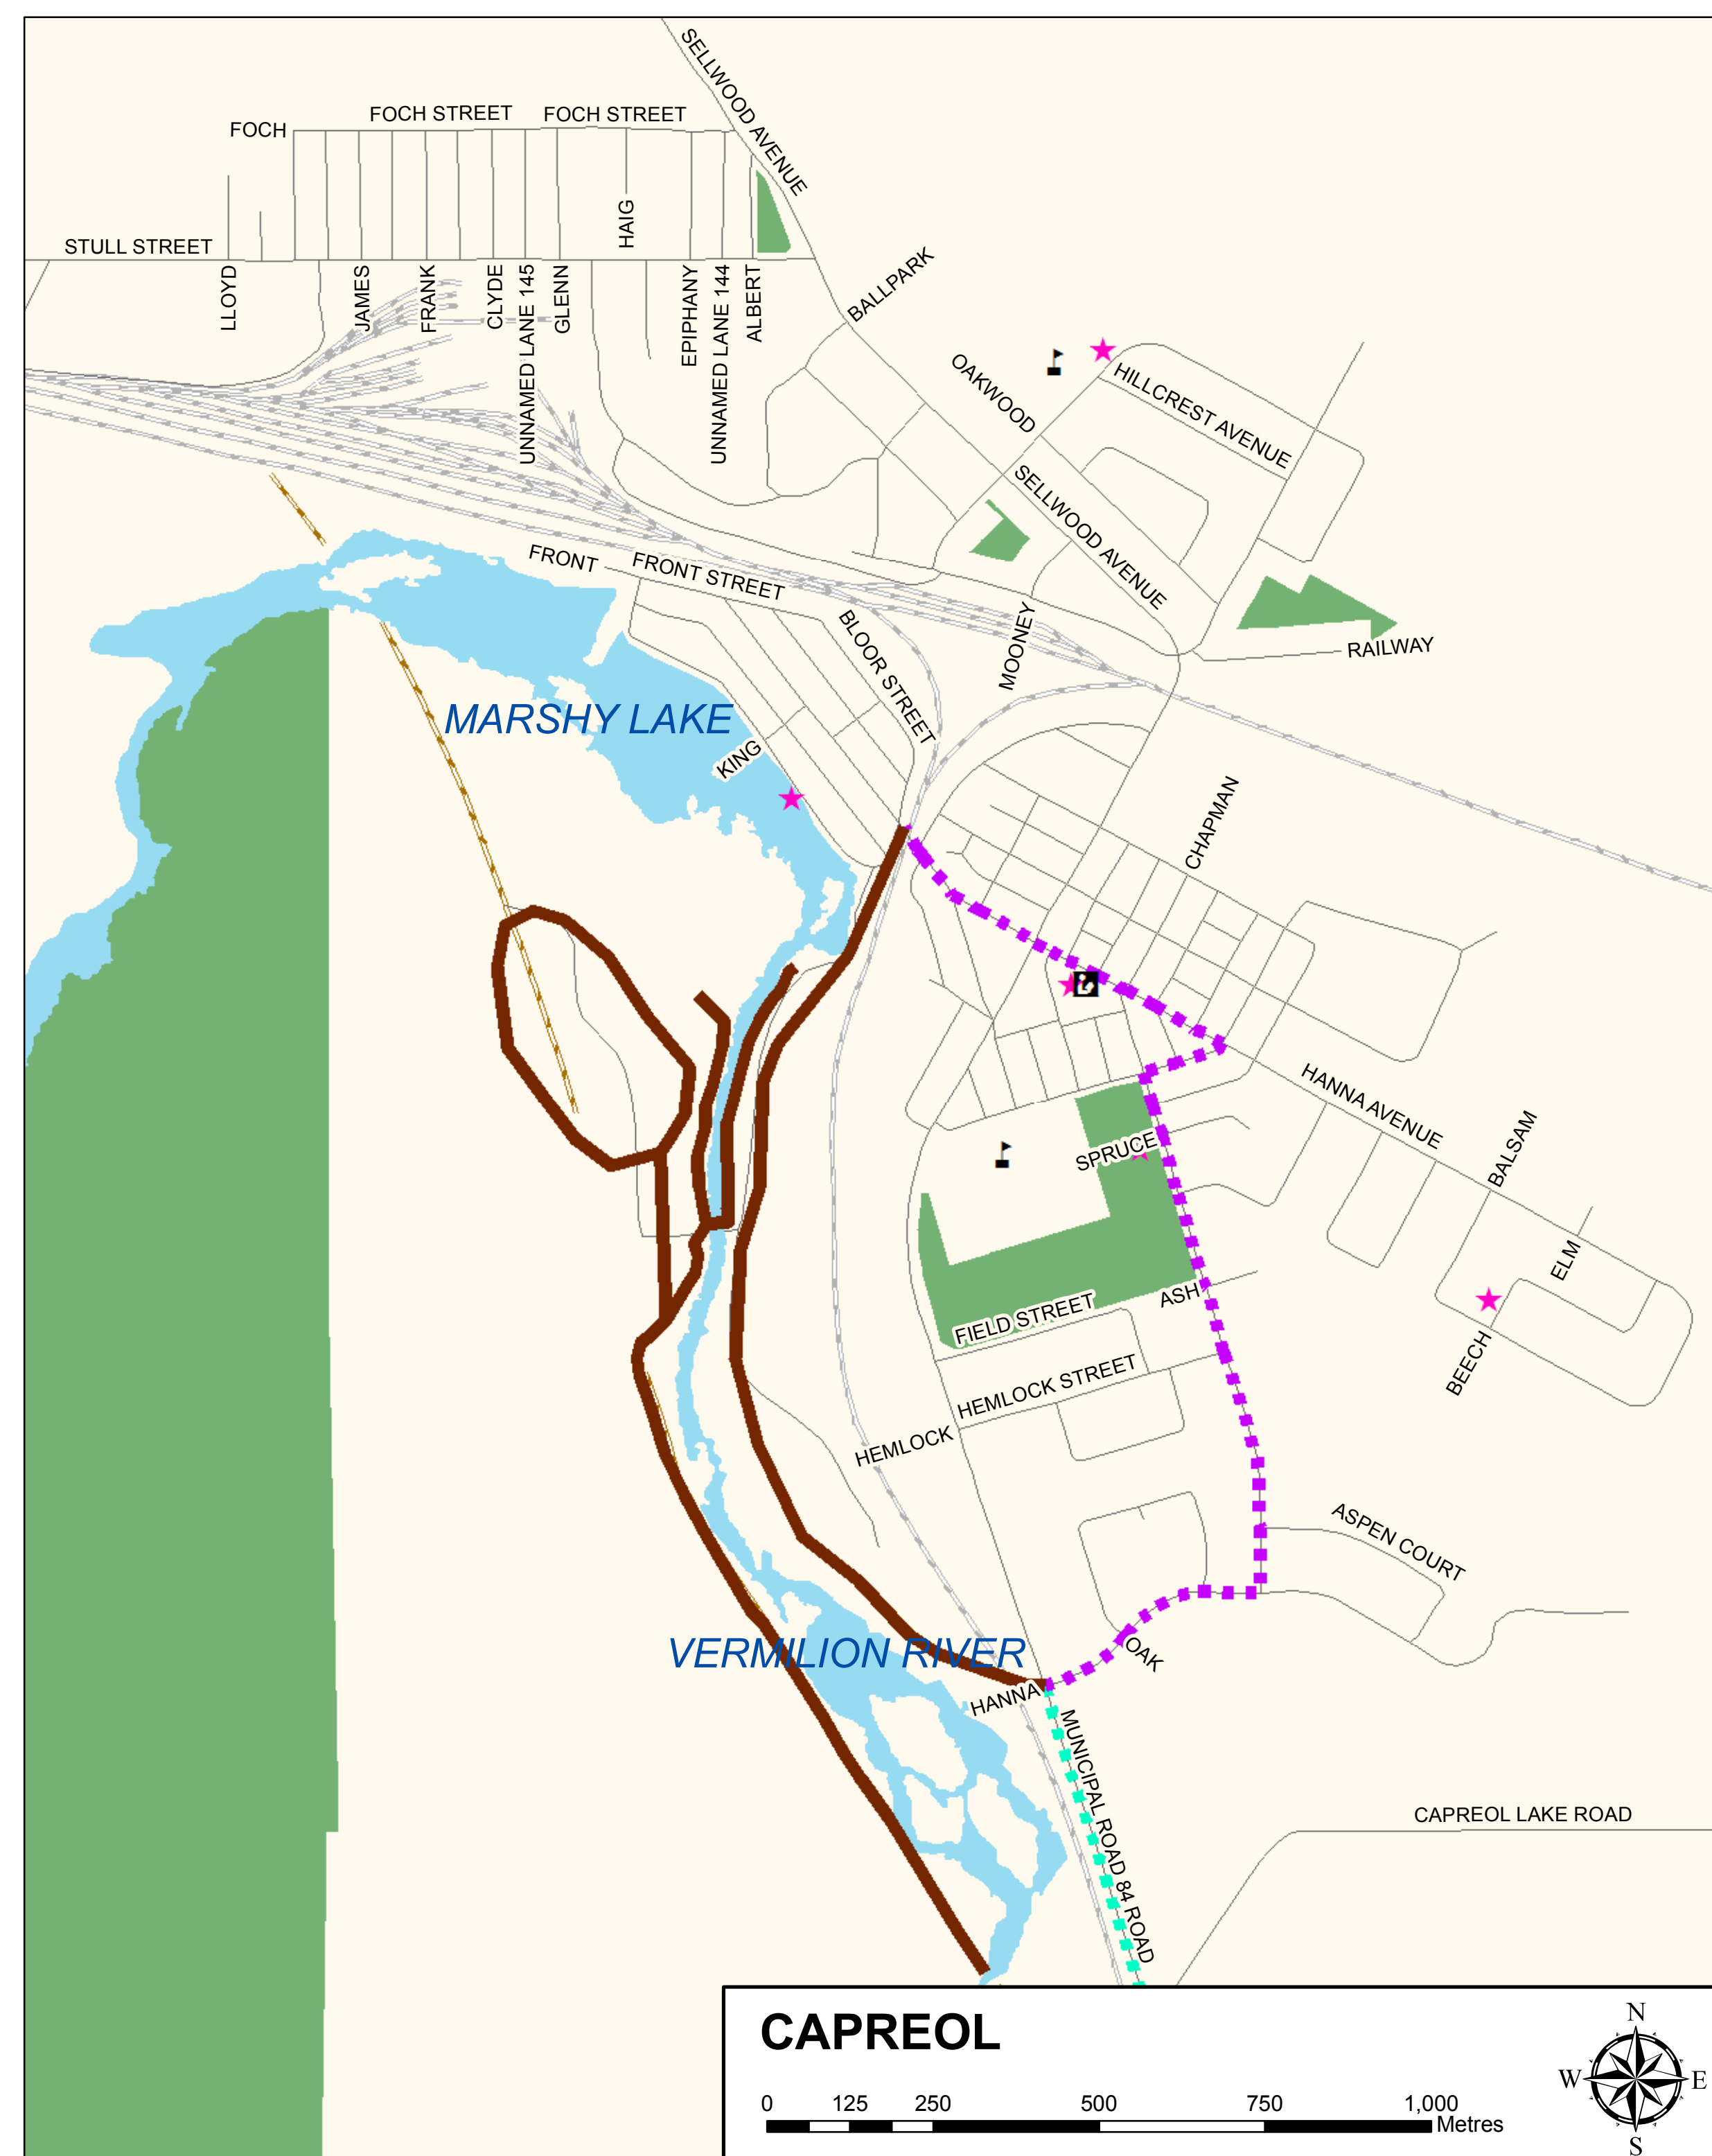 SELLWOOD AVENUE
FOCH STREET
FOCH STREET
FOCH
HAIG
STULL STREET
LLOYD
JAMES
FRANK
CLYDE
UNNAMED LANE 145
GLENN
EPIPHANY
UNNAMED LANE 144
ALBERT
BALLPARK
OAKWOOD
HILLCREST AVENUE
SELLWOOD AVENUE
FRONT
FRONT STREET
BLOOR STREET
MOONEY
RAILWAY
MARSHY LAKE
KING
CHAPMAN
HANNA AVENUE
SPRUCE
BALSAM
ELM
ASH
FIELD STREET
BEECH
HEMLOCK STREET
HEMLOCK
ASPEN COURT
OAK
VERMILION RIVER
HANNA
MUNICIPAL ROAD 84 ROAD
CAPREOL LAKE ROAD
CAPREOL
N
W
E
S
0 125 250 500 750 1,000
Metres